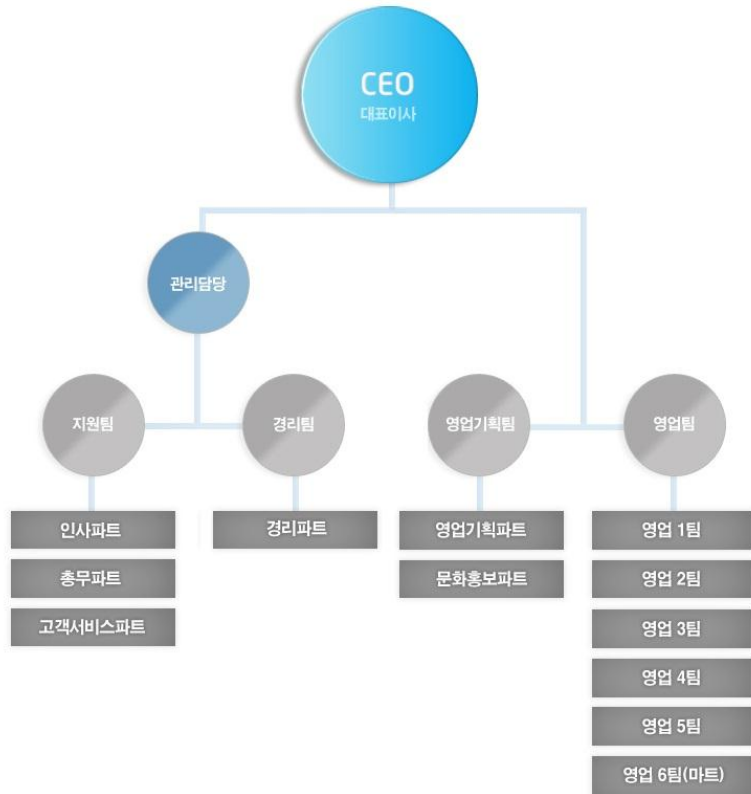 CEO
대표이사
관리담당
지원팀
경리팀
영업기획팀
영업팀
인사파트
경리파트
영업기획파트
영업 1팀
총무파트
문화홍보파트
영업 2팀
고객서비스파트
영업 3팀
영업 4팀
영업 5팀
영업 6팀(마트)